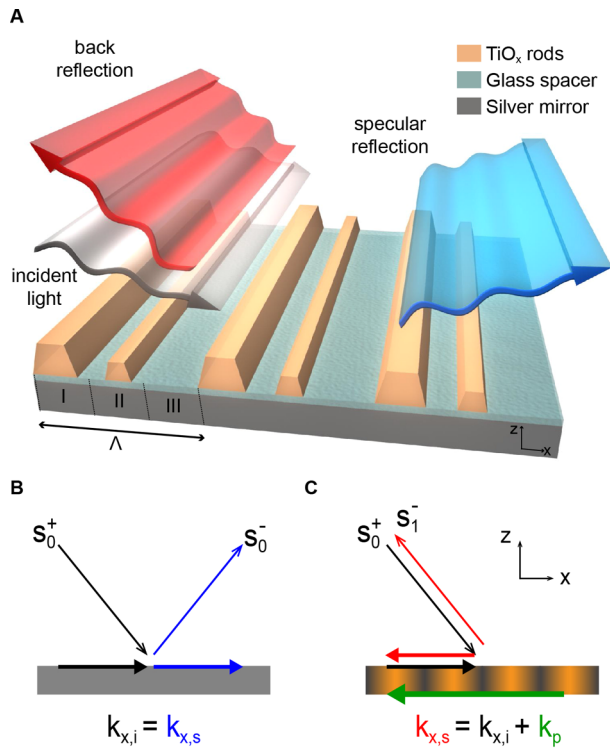 A
back
reflection
TiOₓ rods
Glass spacer
Silver mirror
specular
reflection
incident
light
I II III
Λ
z
x
B
S₀⁺ S₀⁻
kₓ,ᵢ = kₓ,ₛ
C
S₀⁺ S₁⁻
z
x
kₓ,ₛ = kₓ,ᵢ + kₚ